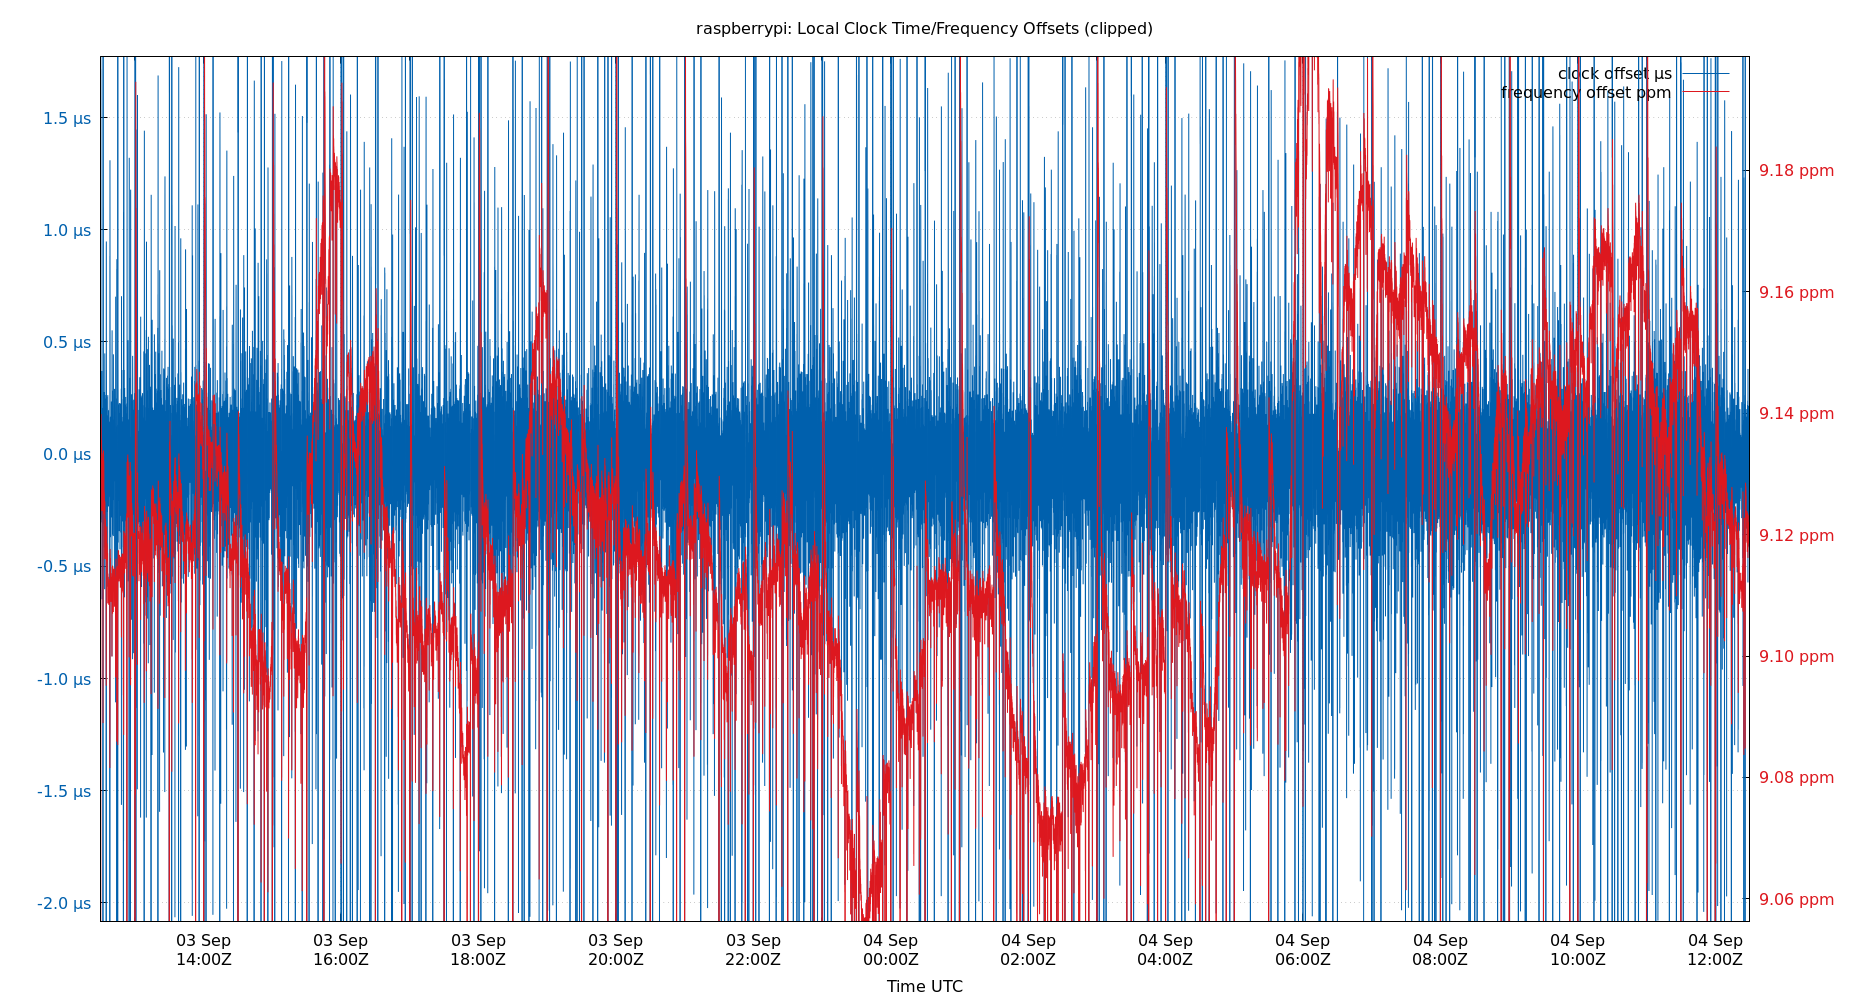 raspberrypi: Local Clock Time/Frequency Offsets (clipped)
clock offset µs
frequency offset ppm
1.5 µs
1.0 µs
0.5 µs
0.0 µs
-0.5 µs
-1.0 µs
-1.5 µs
-2.0 µs
9.18 ppm
9.16 ppm
9.14 ppm
9.12 ppm
9.10 ppm
9.08 ppm
9.06 ppm
03 Sep 03 Sep 03 Sep 03 Sep 03 Sep 04 Sep 04 Sep 04 Sep 04 Sep 04 Sep 04 Sep 04 Sep
14:00Z 16:00Z 18:00Z 20:00Z 22:00Z 00:00Z 02:00Z 04:00Z 06:00Z 08:00Z 10:00Z 12:00Z
Time UTC